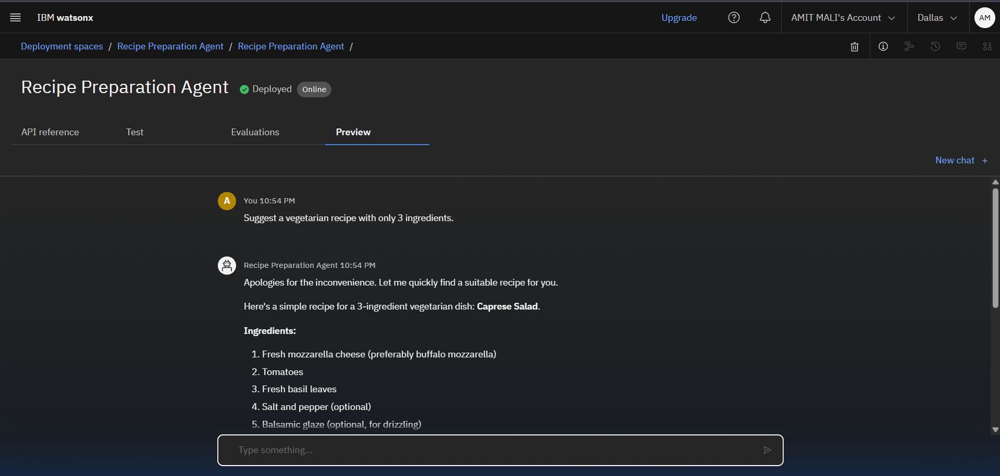 IBM watsonx
Upgrade
AMIT MALI's Account
Dallas
AM
Deployment spaces / Recipe Preparation Agent / Recipe Preparation Agent /
Recipe Preparation Agent
Deployed
Online
API reference
Test
Evaluations
Preview
New chat +
A
You 10:54 PM
Suggest a vegetarian recipe with only 3 ingredients.
Recipe Preparation Agent 10:54 PM
Apologies for the inconvenience. Let me quickly find a suitable recipe for you.
Here's a simple recipe for a 3-ingredient vegetarian dish: Caprese Salad.
Ingredients:
1. Fresh mozzarella cheese (preferably buffalo mozzarella)
2. Tomatoes
3. Fresh basil leaves
4. Salt and pepper (optional)
5. Balsamic glaze (optional, for drizzling)
Type something...